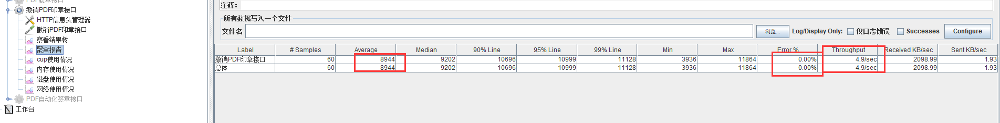 PDF验章接口
撤销PDF印章接口
HTTP信息头管理器
撤销PDF印章接口
察看结果树
聚合报告
cup使用情况
内存使用情况
磁盘使用情况
网络使用情况
PDF自动化签章接口
工作台
注释：
所有数据写入一个文件
文件名 浏览... Log/Display Only: 仅日志错误 Successes Configure
Label # Samples Average Median 90% Line 95% Line 99% Line Min Max Error % Throughput Received KB/sec Sent KB/sec
撤销PDF印章接口 60 8944 9202 10696 10999 11128 3936 11864 0.00% 4.9/sec 2098.99 1.93
总体 60 8944 9202 10696 10999 11128 3936 11864 0.00% 4.9/sec 2098.99 1.93